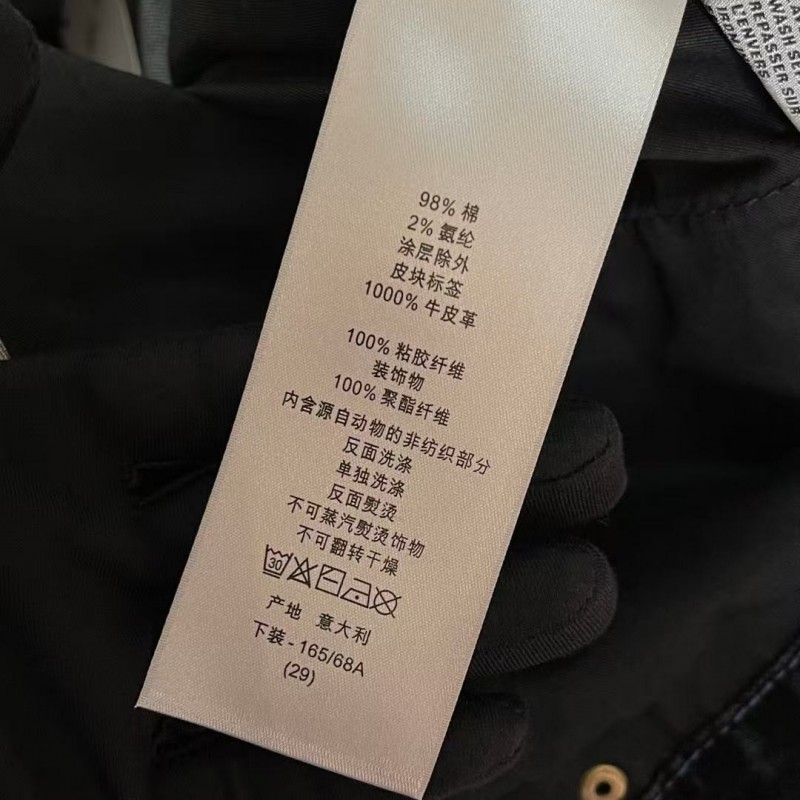 98% 棉
2% 氨纶
涂层除外
皮块标签
1000% 牛皮革
100% 粘胶纤维
装饰物
100% 聚酯纤维
内含源自动物的非纺织部分
反面洗涤
单独洗涤
反面熨烫
不可蒸汽熨烫饰物
不可翻转干燥
30
产地 意大利
下装 - 165/68A
(29)
REPASSER SUR
L'ENVERS